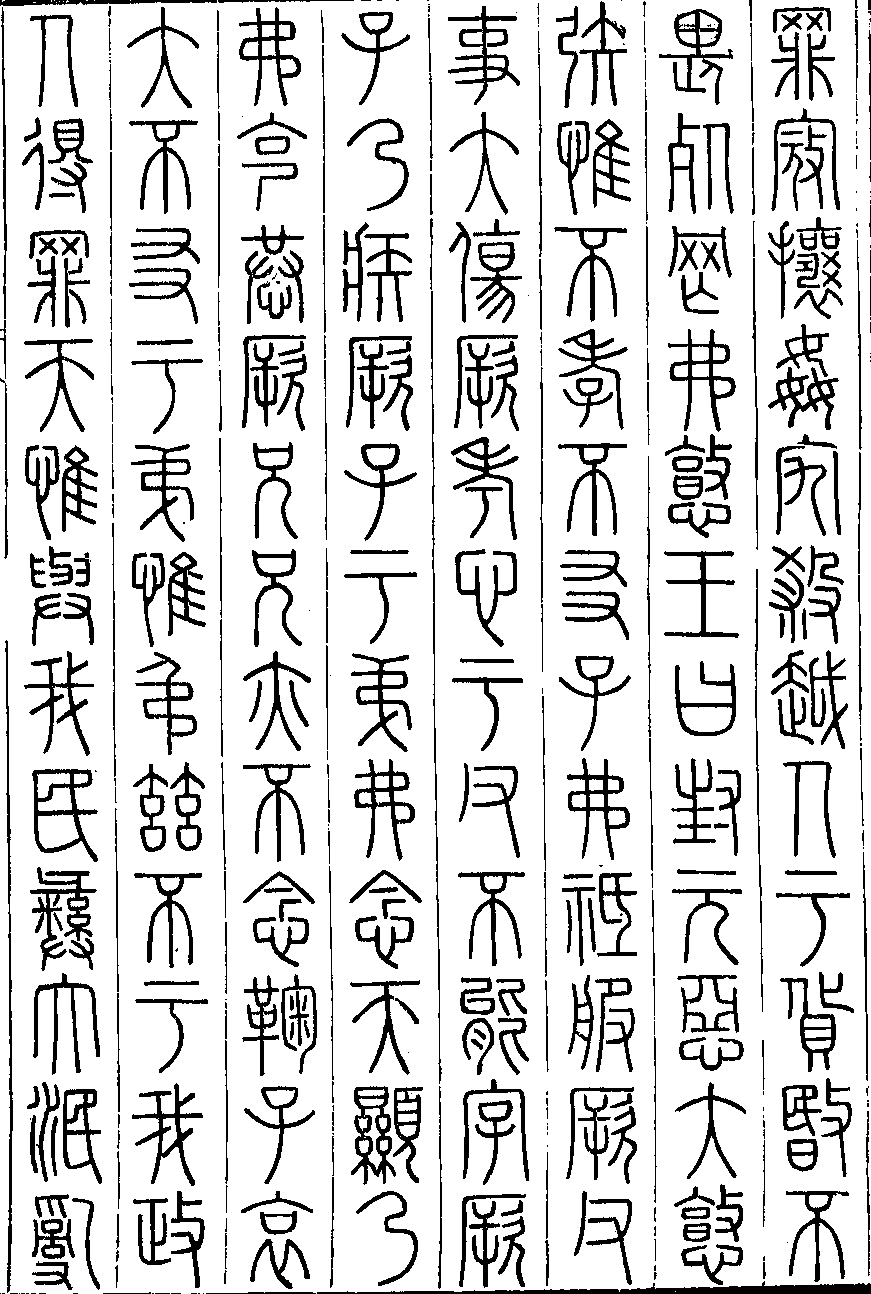 罪寇攘姦宄殺越人于貨暋不
畏死罔弗憝王曰封元惡大憝
矧惟不孝不友子弗祗服厥父
事大傷厥考心于父不能字厥
子乃疾厥子于弟弗念天顯乃
弗克恭厥兄兄亦不念鞠子哀
大不友于弟惟弔茲不于我政
人得罪天惟與我民彝大泯亂